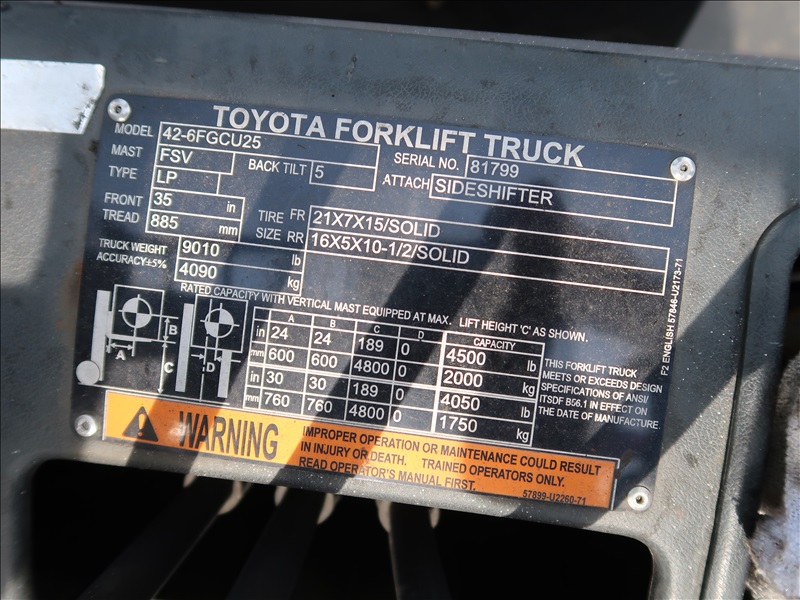 TOYOTA FORKLIFT TRUCK
MODEL 42-6FGCU25 SERIAL NO. 81799
MAST FSV BACK TILT 5 ATTACH SIDESHIFTER
TYPE LP
FRONT TREAD 35 in
885 mm
TIRE SIZE FR 21X7X15/SOLID
RR 16X5X10-1/2/SOLID
TRUCK WEIGHT ACCURACY±5% 9010 lb
4090 kg
RATED CAPACITY WITH VERTICAL MAST EQUIPPED AT MAX. LIFT HEIGHT 'C' AS SHOWN.
A B C D CAPACITY
in 24 24 189 0 4500 lb
mm 600 600 4800 0 2000 kg
in 30 30 189 0 4050 lb
mm 760 760 4800 0 1750 kg
A B C D
THIS FORKLIFT TRUCK
MEETS OR EXCEEDS DESIGN
SPECIFICATIONS OF ANSI/
ITSDF B56.1 IN EFFECT ON
THE DATE OF MANUFACTURE.
F2 ENGLISH 57846-U2173-71
WARNING
IMPROPER OPERATION OR MAINTENANCE COULD RESULT
IN INJURY OR DEATH. TRAINED OPERATORS ONLY.
READ OPERATOR'S MANUAL FIRST.
57899-U2260-71